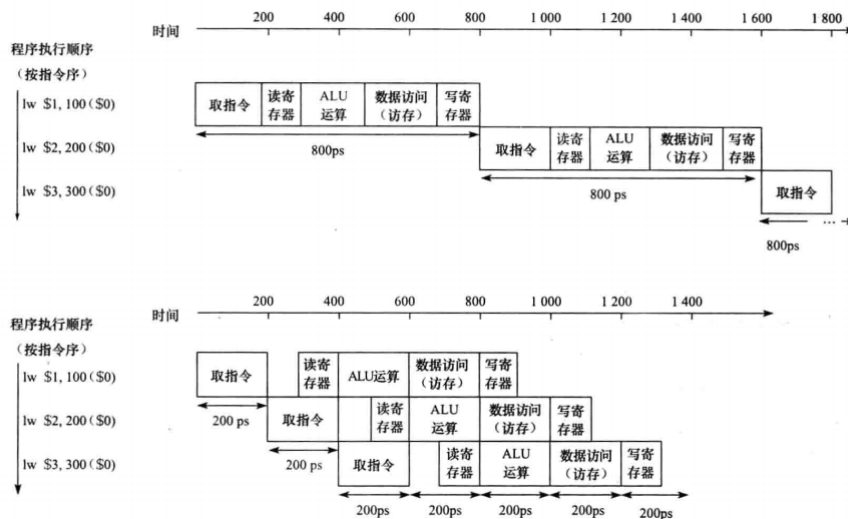 200 400 600 800 1 000 1 200 1 400 1 600 1 800
时间
程序执行顺序
(按指令序)
lw $1, 100($0)
取指令 读寄存器 ALU运算 数据访问(访存) 写寄存器
800ps
lw $2, 200($0)
取指令 读寄存器 ALU运算 数据访问(访存) 写寄存器
800 ps
lw $3, 300($0)
取指令
800ps
…
200 400 600 800 1 000 1 200 1 400
时间
程序执行顺序
(按指令序)
lw $1, 100($0)
取指令 读寄存器 ALU运算 数据访问(访存) 写寄存器
200 ps
lw $2, 200($0)
取指令 读寄存器 ALU运算 数据访问(访存) 写寄存器
200 ps
lw $3, 300($0)
取指令 读寄存器 ALU运算 数据访问(访存) 写寄存器
200ps 200ps 200ps 200ps 200ps